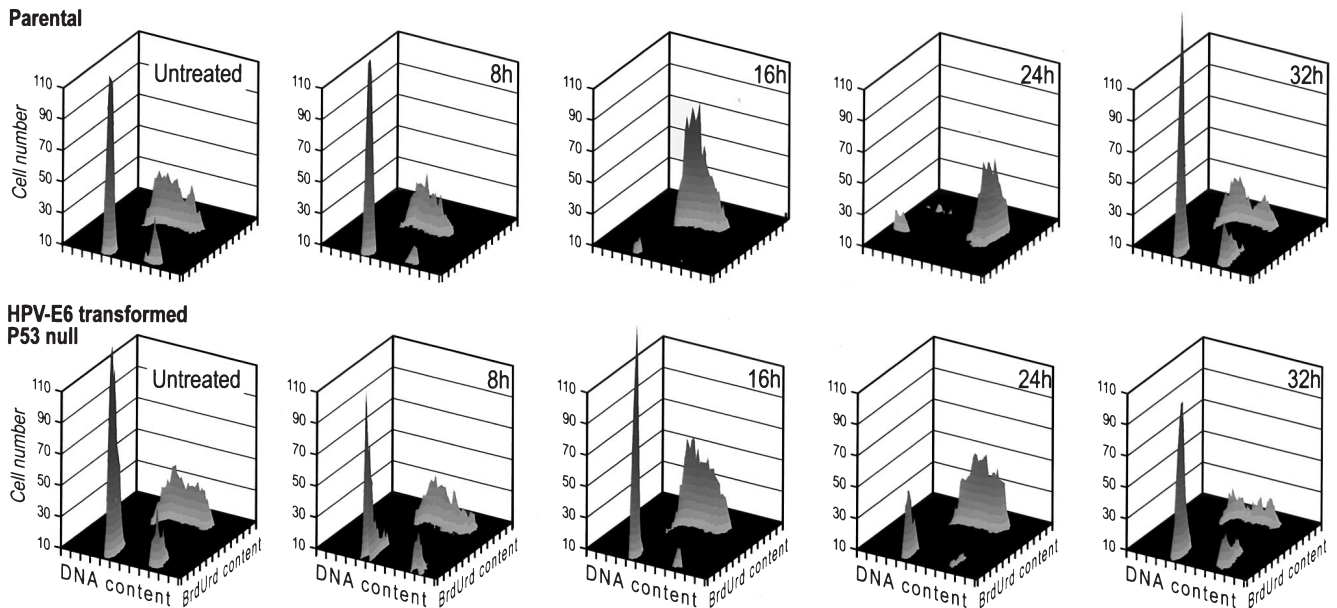 Parental
Untreated
8h
16h
24h
32h
Cell number
110
90
70
50
30
10
110
90
70
50
30
10
110
90
70
50
30
10
110
90
70
50
30
10
110
90
70
50
30
10
HPV-E6 transformed
P53 null
Untreated
8h
16h
24h
32h
Cell number
110
90
70
50
30
10
110
90
70
50
30
10
110
90
70
50
30
10
110
90
70
50
30
10
110
90
70
50
30
10
DNA content
BrdUrd content
DNA content
BrdUrd content
DNA content
BrdUrd content
DNA content
BrdUrd content
DNA content
BrdUrd content